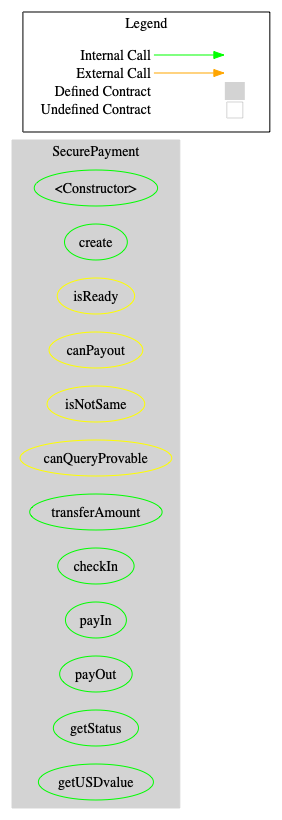 Legend
Internal Call
External Call
Defined Contract
Undefined Contract
SecurePayment
<Constructor>
create
isReady
canPayout
isNotSame
canQueryProvable
transferAmount
checkIn
payIn
payOut
getStatus
getUSDvalue